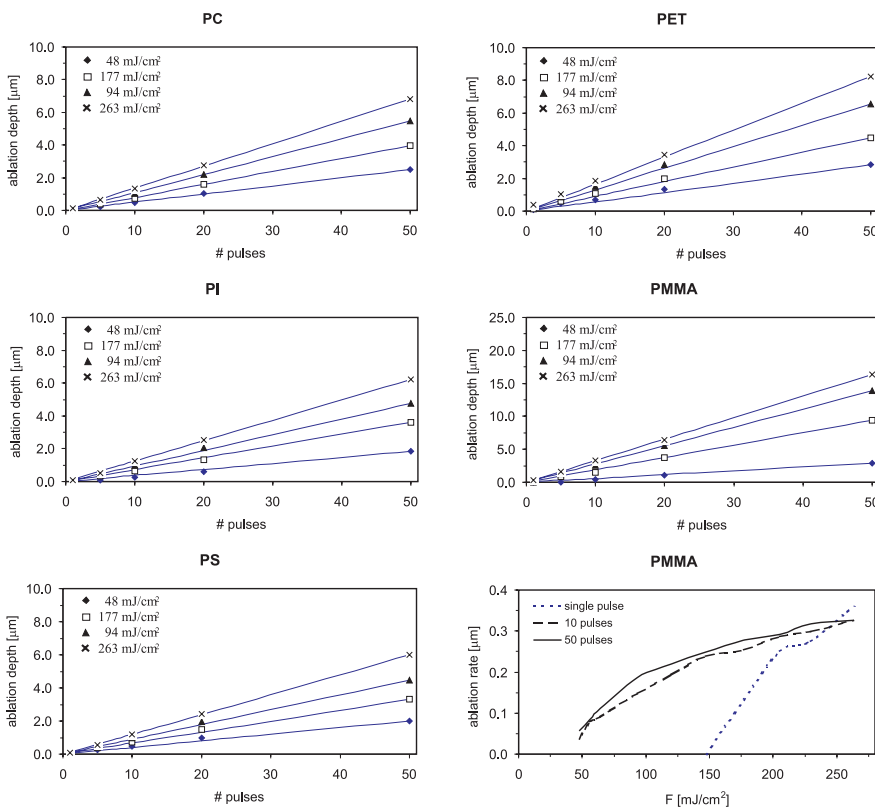 PC
10.0
8.0
6.0
4.0
2.0
0.0
ablation depth [µm]
48 mJ/cm²
177 mJ/cm²
94 mJ/cm²
263 mJ/cm²
0 10 20 30 40 50
# pulses
PET
10.0
8.0
6.0
4.0
2.0
0.0
ablation depth [µm]
48 mJ/cm²
177 mJ/cm²
94 mJ/cm²
263 mJ/cm²
0 10 20 30 40 50
# pulses
PI
10.0
8.0
6.0
4.0
2.0
0.0
ablation depth [µm]
48 mJ/cm²
177 mJ/cm²
94 mJ/cm²
263 mJ/cm²
0 10 20 30 40 50
# pulses
PMMA
25.0
20.0
15.0
10.0
5.0
0.0
ablation depth [µm]
48 mJ/cm²
177 mJ/cm²
94 mJ/cm²
263 mJ/cm²
0 10 20 30 40 50
# pulses
PS
10.0
8.0
6.0
4.0
2.0
0.0
ablation depth [µm]
48 mJ/cm²
177 mJ/cm²
94 mJ/cm²
263 mJ/cm²
0 10 20 30 40 50
# pulses
PMMA
0.4
0.3
0.2
0.1
0.0
ablation rate [µm]
single pulse
10 pulses
50 pulses
0 50 100 150 200 250
F [mJ/cm²]